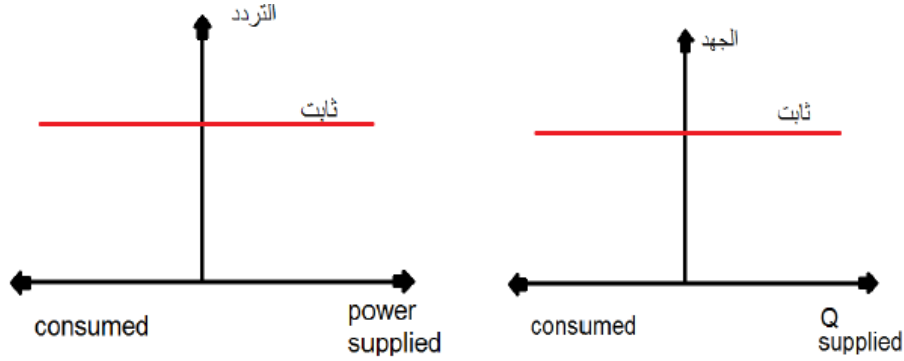 التردد
ثابت
consumed
power
supplied
الجهد
ثابت
consumed
Q
supplied